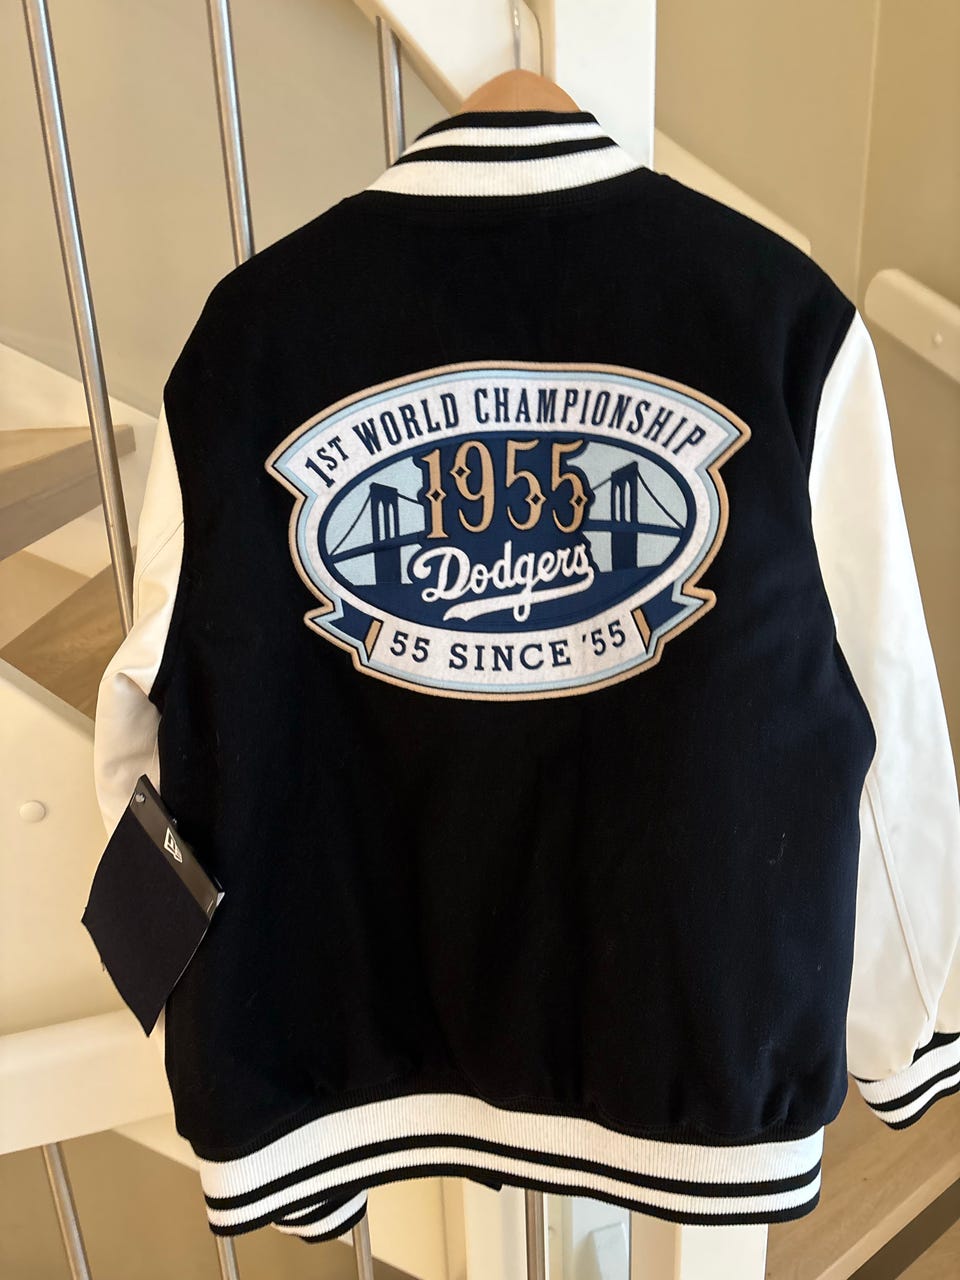 1ST WORLD CHAMPIONSHIP
1955
Dodgers
55 SINCE '55